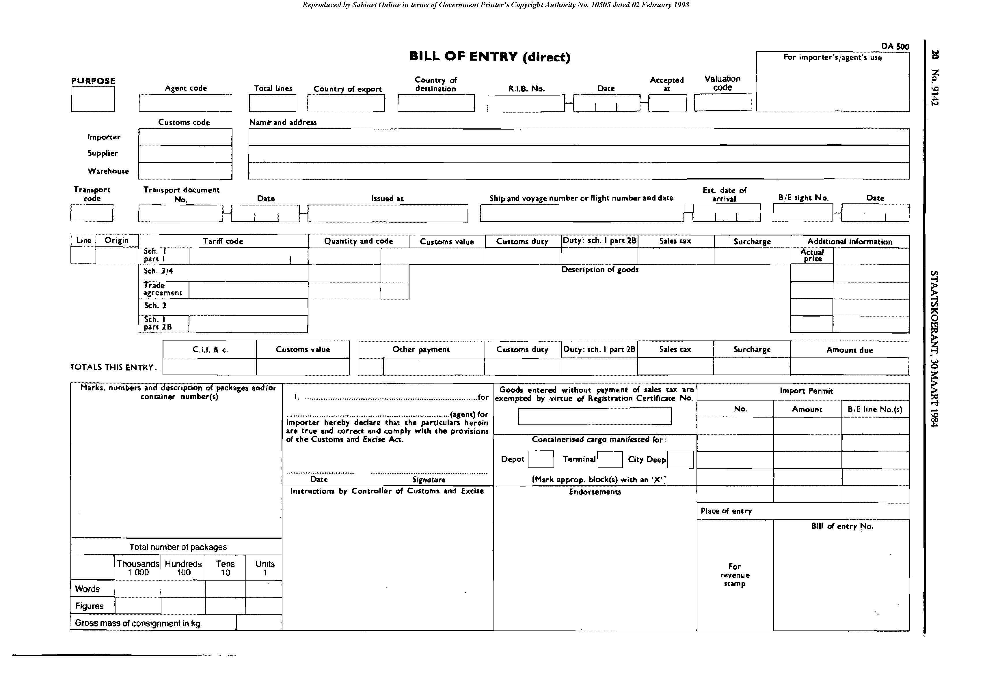 Reproduced by Sabinet Online in terms of Government Printer's Copyright Authority No. 10505 dated 02 February 1998
20 No. 9142
STAATSKOERANT, 30 MAART 1984
DA 500
BILL OF ENTRY (direct)
For importer's/agent's use
PURPOSE
Agent code
Total lines
Country of export
Country of
destination
R.I.B. No.
Date
Accepted
at
Valuation
code
Customs code
Name and address
Importer
Supplier
Warehouse
Transport
code
Transport document
No.
Date
Issued at
Ship and voyage number or flight number and date
Est. date of
arrival
B/E sight No.
Date
Line
Origin
Tariff code
Quantity and code
Customs value
Customs duty
Duty: sch. 1 part 2B
Sales tax
Surcharge
Additional information
Sch. 1
part 1
Actual
price
Sch. 3/4
Description of goods
Trade
agreement
Sch. 2
Sch. 1
part 2B
C.i.f. & c.
Customs value
Other payment
Customs duty
Duty: sch. 1 part 2B
Sales tax
Surcharge
Amount due
TOTALS THIS ENTRY..
Marks, numbers and description of packages and/or
container number(s)
I, ..........................................................for
.......................................................(agent) for
importer hereby declare that the particulars herein
are true and correct and comply with the provisions
of the Customs and Excise Act.
Date
Signature
Instructions by Controller of Customs and Excise
Goods entered without payment of sales tax are
exempted by virtue of Registration Certificate No.
Containerised cargo manifested for:
Depot
Terminal
City Deep
[Mark approp. block(s) with an 'X']
Endorsements
Import Permit
No.
Amount
B/E line No.(s)
Place of entry
Bill of entry No.
For
revenue
stamp
Total number of packages
Thousands
1 000
Hundreds
100
Tens
10
Units
1
Words
Figures
Gross mass of consignment in kg.